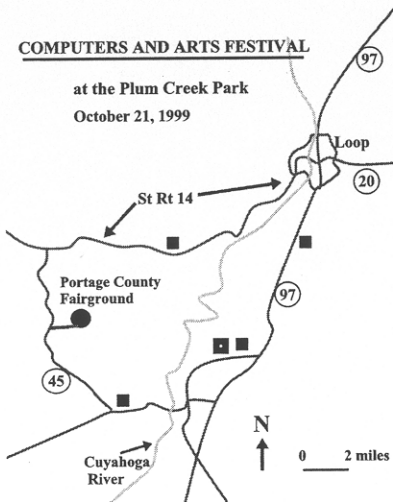 COMPUTERS AND ARTS FESTIVAL
at the Plum Creek Park
October 21, 1999
97
Loop
20
St Rt 14
Portage County
Fairground
97
45
N
0 2 miles
Cuyahoga
River